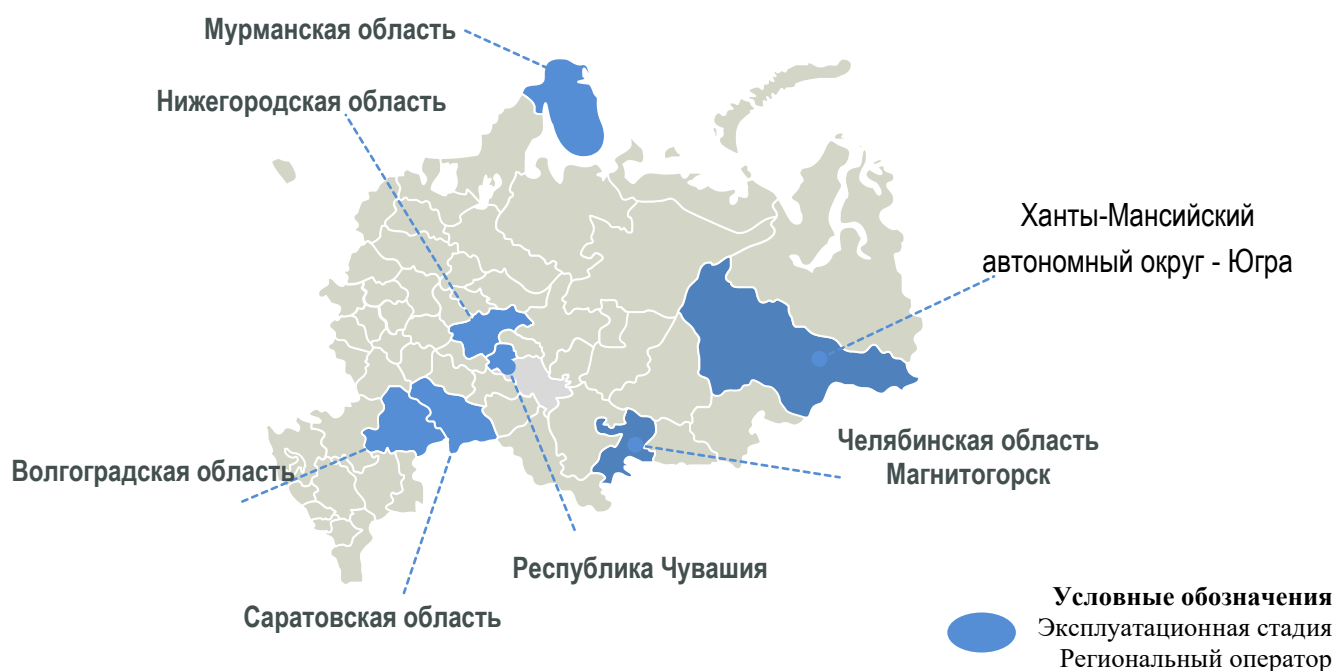 Мурманская область
Нижегородская область
Ханты-Мансийский
автономный округ - Югра
Челябинская область
Магнитогорск
Волгоградская область
Республика Чувашия
Саратовская область
Условные обозначения
Эксплуатационная стадия
Региональный оператор